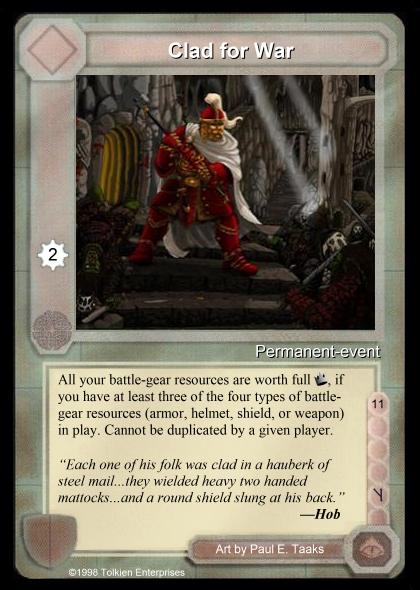 Clad for War
2
Permanent-event
All your battle-gear resources are worth full , if
you have at least three of the four types of battle-
gear resources (armor, helmet, shield, or weapon)
in play. Cannot be duplicated by a given player.
“Each one of his folk was clad in a hauberk of
steel mail...they wielded heavy two handed
mattocks...and a round shield slung at his back.”
—Hob
11
Art by Paul E. Taaks
©1998 Tolkien Enterprises